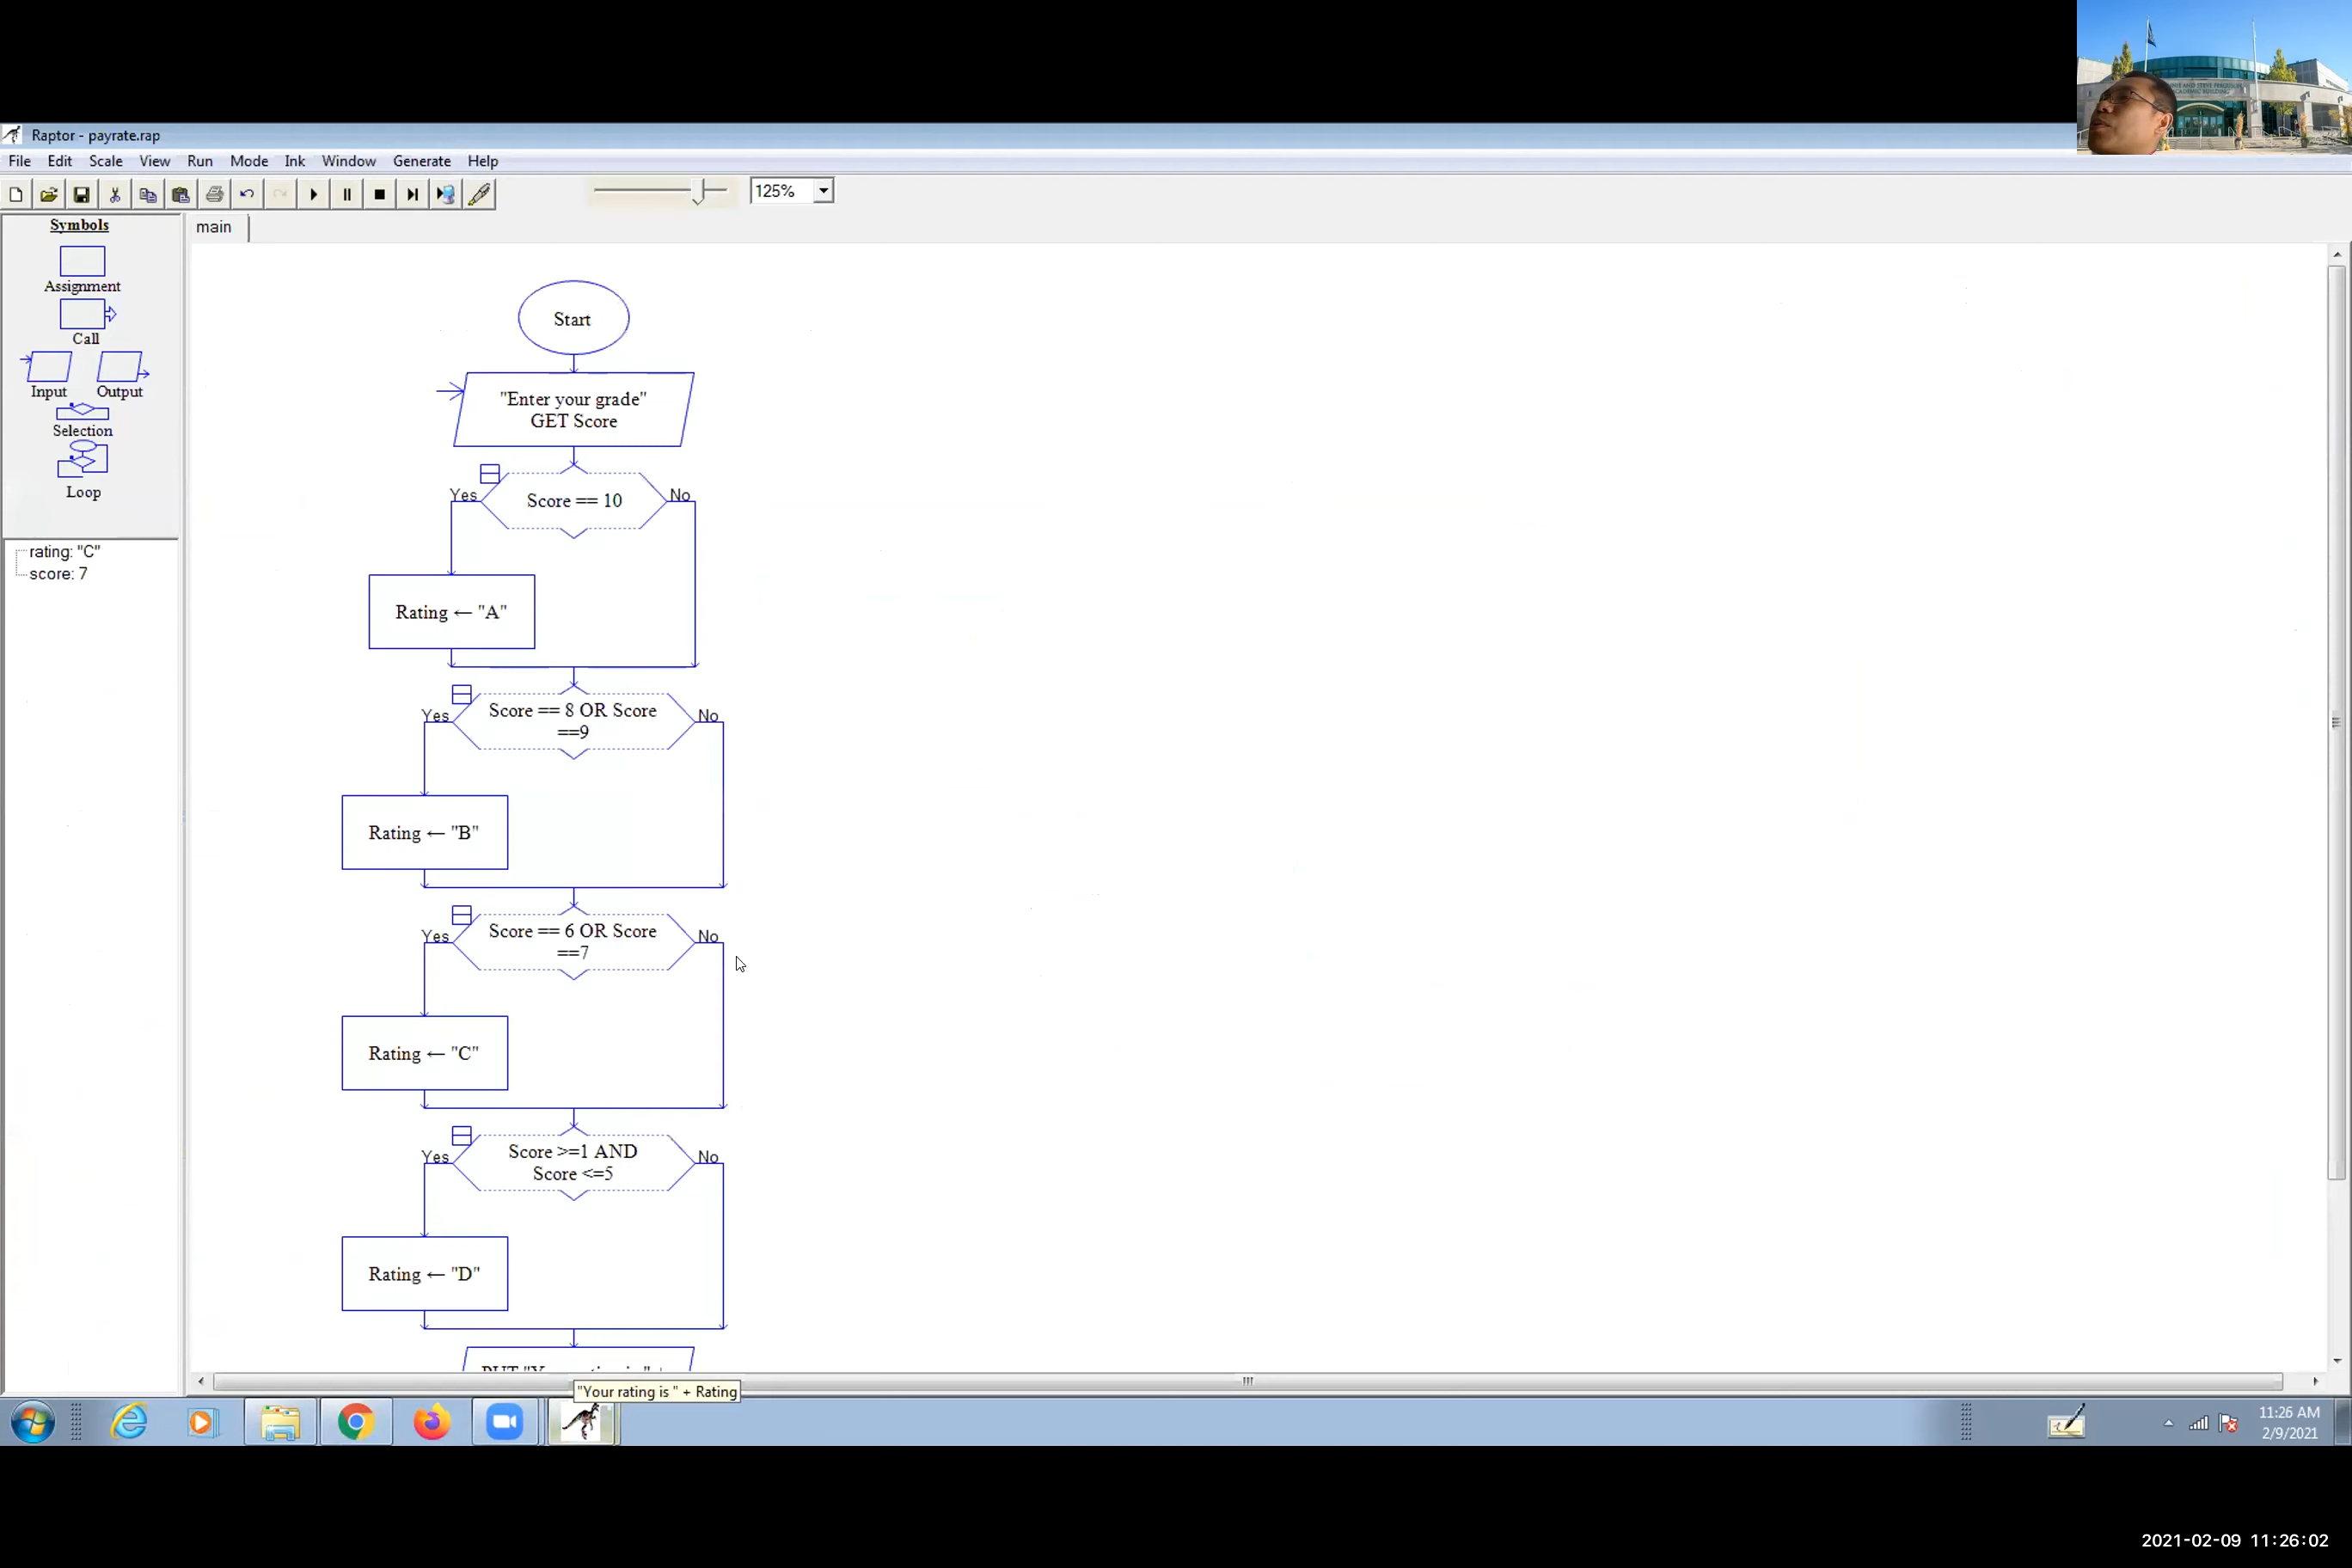 Raptor - payrate.rap
File Edit Scale View Run Mode Ink Window Generate Help
125%
Symbols
Assignment
Call
Input Output
Selection
Loop
rating: "C"
score: 7
main
Start
"Enter your grade"
GET Score
Yes
Score == 10
No
Rating ← "A"
Yes
Score == 8 OR Score
==9
No
Rating ← "B"
Yes
Score == 6 OR Score
==7
No
Rating ← "C"
Yes
Score >=1 AND
Score <=5
No
Rating ← "D"
"Your rating is " + Rating
11:26 AM
2/9/2021
2021-02-09 11:26:02